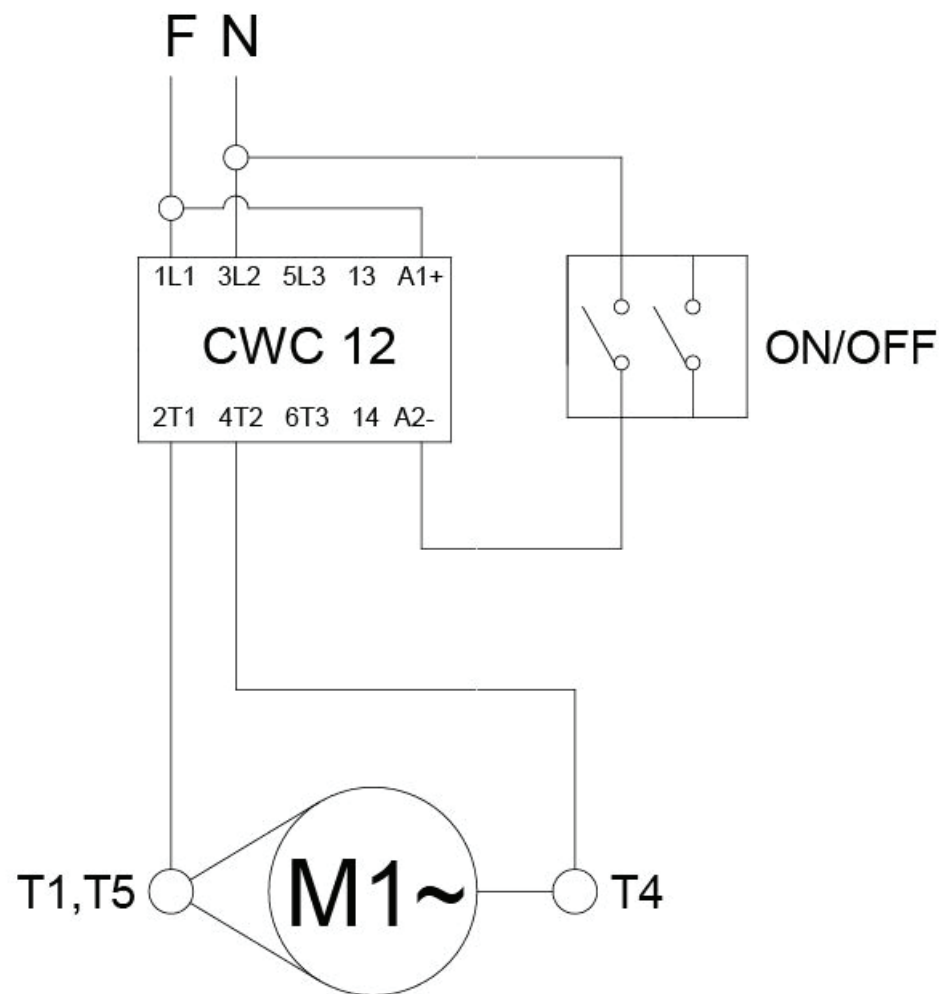 F N
1L1 3L2 5L3 13 A1+
CWC 12
ON/OFF
2T1 4T2 6T3 14 A2-
T1,T5
M1~
T4